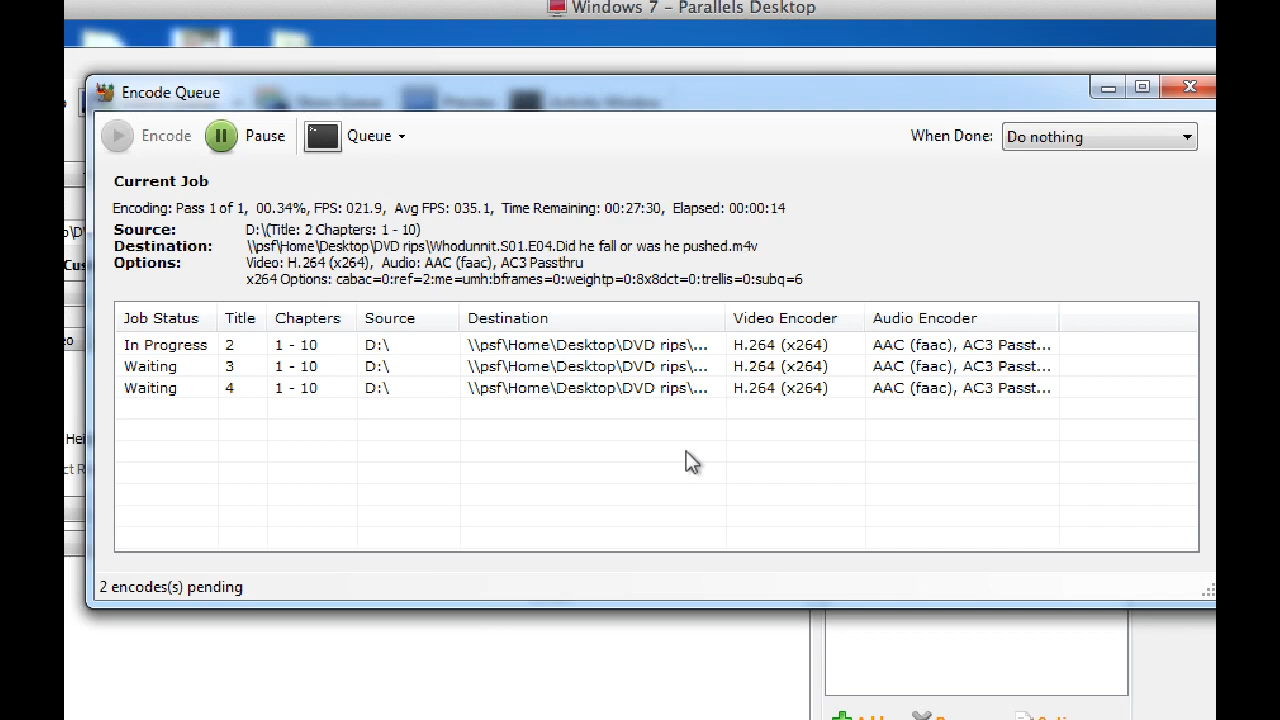 Windows 7 - Parallels Desktop
Encode Queue
Encode Pause Queue When Done: Do nothing
Current Job
Encoding: Pass 1 of 1, 00.34%, FPS: 021.9, Avg FPS: 035.1, Time Remaining: 00:27:30, Elapsed: 00:00:14
Source: D:\(Title: 2 Chapters: 1 - 10)
Destination: \\psf\Home\Desktop\DVD rips\Whodunnit.S01.E04.Did he fall or was he pushed.m4v
Options: Video: H.264 (x264), Audio: AAC (faac), AC3 Passthru
x264 Options: cabac=0:ref=2:me=umh:bframes=0:weightp=0:8x8dct=0:trellis=0:subq=6
Job Status Title Chapters Source Destination Video Encoder Audio Encoder
In Progress 2 1 - 10 D:\ \\psf\Home\Desktop\DVD rips\... H.264 (x264) AAC (faac), AC3 Passt...
Waiting 3 1 - 10 D:\ \\psf\Home\Desktop\DVD rips\... H.264 (x264) AAC (faac), AC3 Passt...
Waiting 4 1 - 10 D:\ \\psf\Home\Desktop\DVD rips\... H.264 (x264) AAC (faac), AC3 Passt...
2 encodes(s) pending